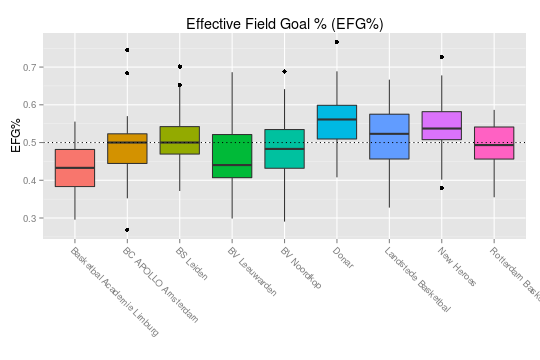 Effective Field Goal % (EFG%)
EFG%
0.7
0.6
0.5
0.4
0.3
Basketbal Academie Limburg
BC APOLLO Amsterdam
BS Leiden
BV Leeuwarden
BV Noordkop
Donar
Landstede Basketbal
New Heroes
Rotterdam